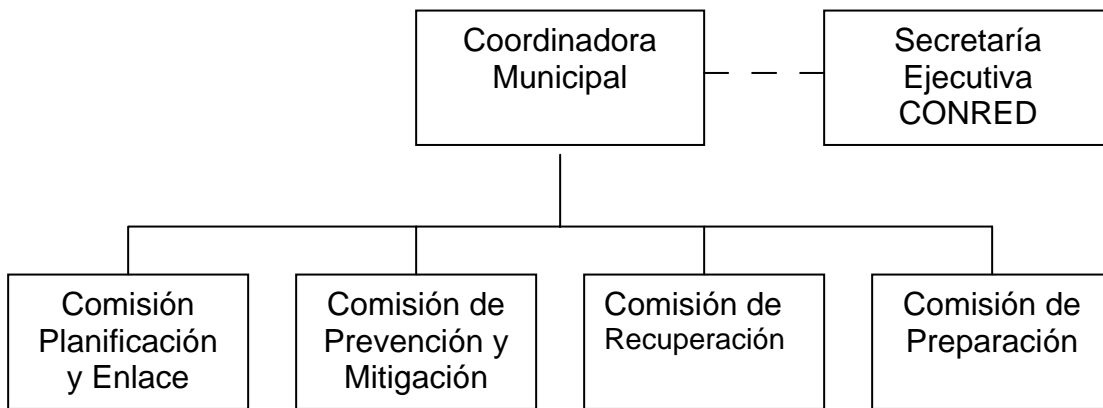 Coordinadora
Municipal
Secretaría
Ejecutiva
CONRED
Comisión
Planificación
y Enlace
Comisión de
Prevención y
Mitigación
Comisión de
Recuperación
Comisión de
Preparación